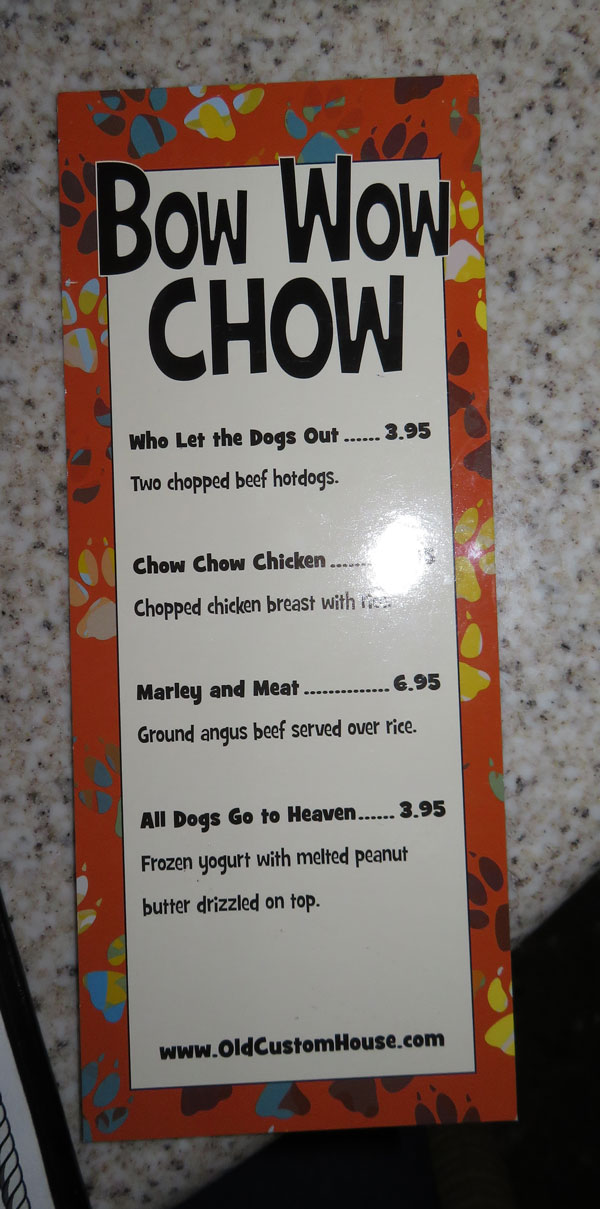 Bow Wow
CHOW
Who Let the Dogs Out ...... 3.95
Two chopped beef hotdogs.
Chow Chow Chicken ......
Chopped chicken breast with rice.
Marley and Meat .............. 6.95
Ground angus beef served over rice.
All Dogs Go to Heaven...... 3.95
Frozen yogurt with melted peanut
butter drizzled on top.
www.OldCustomHouse.com